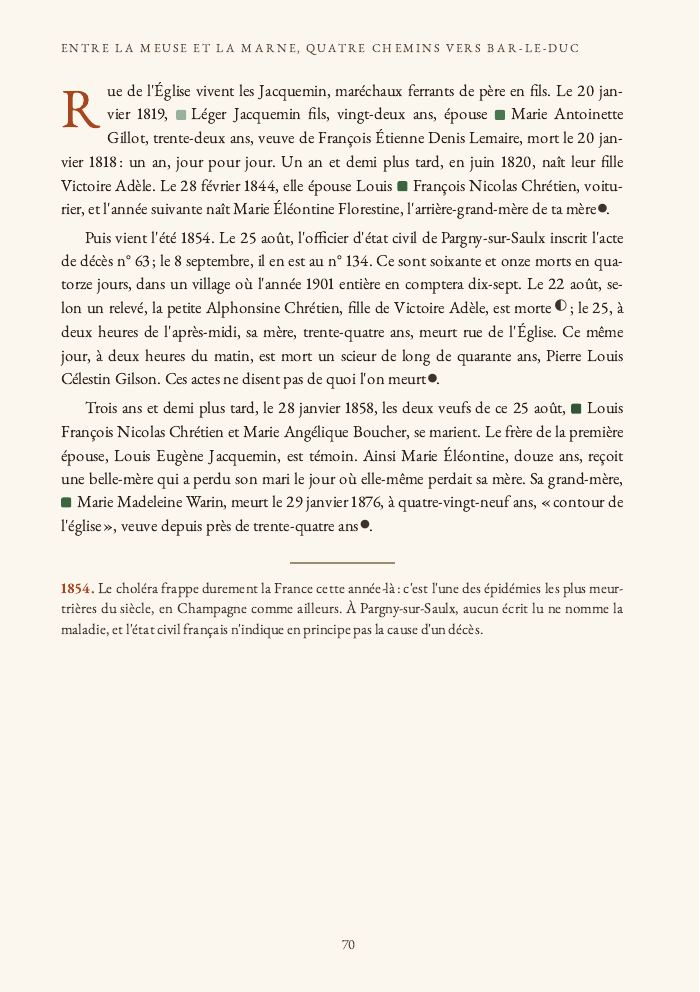 ENTRE LA MEUSE ET LA MARNE, QUATRE CHEMINS VERS BAR-LE-DUC
Rue de l'Église vivent les Jacquemin, maréchaux ferrants de père en fils. Le 20 jan-
vier 1819, Léger Jacquemin fils, vingt-deux ans, épouse Marie Antoinette
Gillot, trente-deux ans, veuve de François Étienne Denis Lemaire, mort le 20 jan-
vier 1818 : un an, jour pour jour. Un an et demi plus tard, en juin 1820, naît leur fille
Victoire Adèle. Le 28 février 1844, elle épouse Louis François Nicolas Chrétien, voitu-
rier, et l'année suivante naît Marie Éléontine Florestine, l'arrière-grand-mère de ta mère●.
Puis vient l'été 1854. Le 25 août, l'officier d'état civil de Pargny-sur-Saulx inscrit l'acte
de décès n° 63 ; le 8 septembre, il en est au n° 134. Ce sont soixante et onze morts en qua-
torze jours, dans un village où l'année 1901 entière en comptera dix-sept. Le 22 août, se-
lon un relevé, la petite Alphonsine Chrétien, fille de Victoire Adèle, est morte ◐ ; le 25, à
deux heures de l'après-midi, sa mère, trente-quatre ans, meurt rue de l'Église. Ce même
jour, à deux heures du matin, est mort un scieur de long de quarante ans, Pierre Louis
Célestin Gilson. Ces actes ne disent pas de quoi l'on meurt●.
Trois ans et demi plus tard, le 28 janvier 1858, les deux veufs de ce 25 août, Louis
François Nicolas Chrétien et Marie Angélique Boucher, se marient. Le frère de la première
épouse, Louis Eugène Jacquemin, est témoin. Ainsi Marie Éléontine, douze ans, reçoit
une belle-mère qui a perdu son mari le jour où elle-même perdait sa mère. Sa grand-mère,
Marie Madeleine Warin, meurt le 29 janvier 1876, à quatre-vingt-neuf ans, « contour de
l'église », veuve depuis près de trente-quatre ans●.
1854. Le choléra frappe durement la France cette année-là : c'est l'une des épidémies les plus meur-
trières du siècle, en Champagne comme ailleurs. À Pargny-sur-Saulx, aucun écrit lu ne nomme la
maladie, et l'état civil français n'indique en principe pas la cause d'un décès.
70